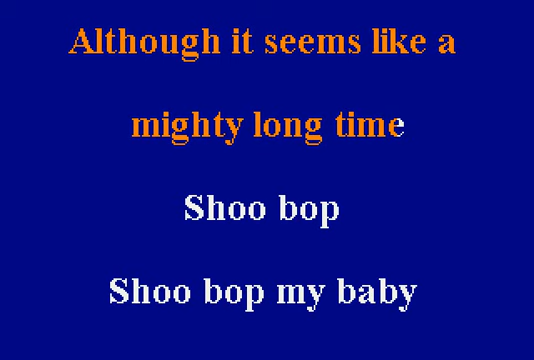 Although it seems like a
mighty long time
Shoo bop
Shoo bop my baby